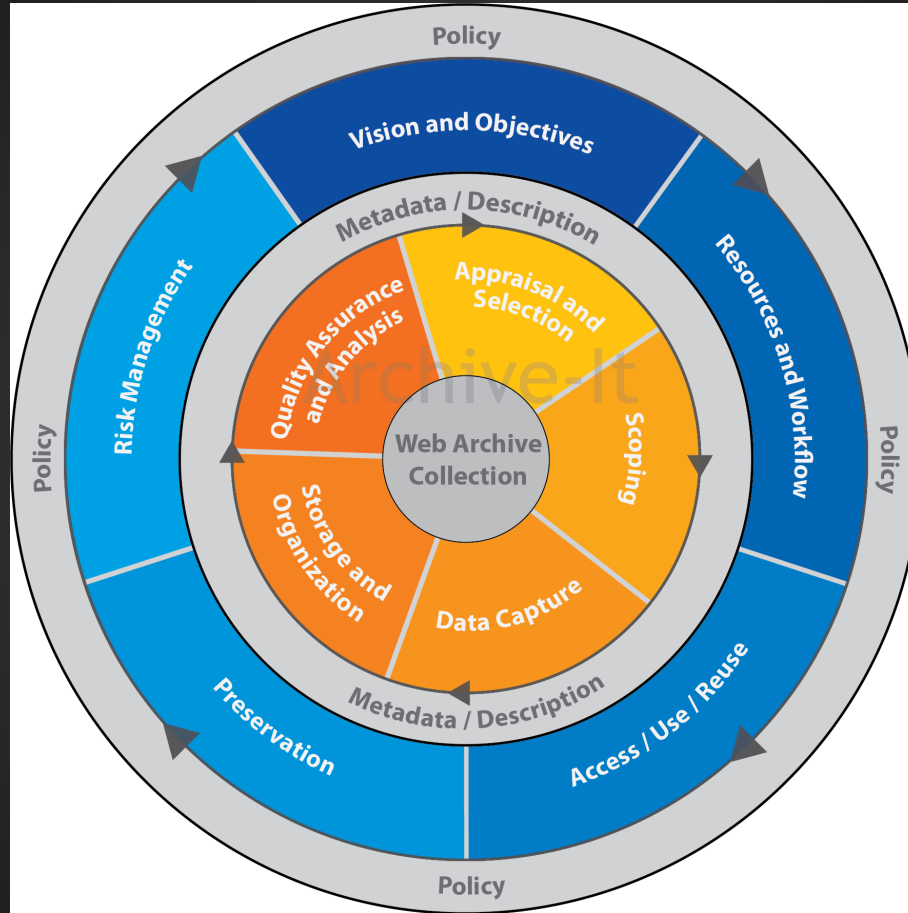 Policy
Vision and Objectives
Metadata / Description
Appraisal and
Selection
Quality Assurance
and Analysis
Risk Management
Resources and Workflow
Archive-It
Scoping
Web Archive
Collection
Policy
Policy
Storage and
Organization
Data Capture
Metadata / Description
Preservation
Access / Use / Reuse
Policy